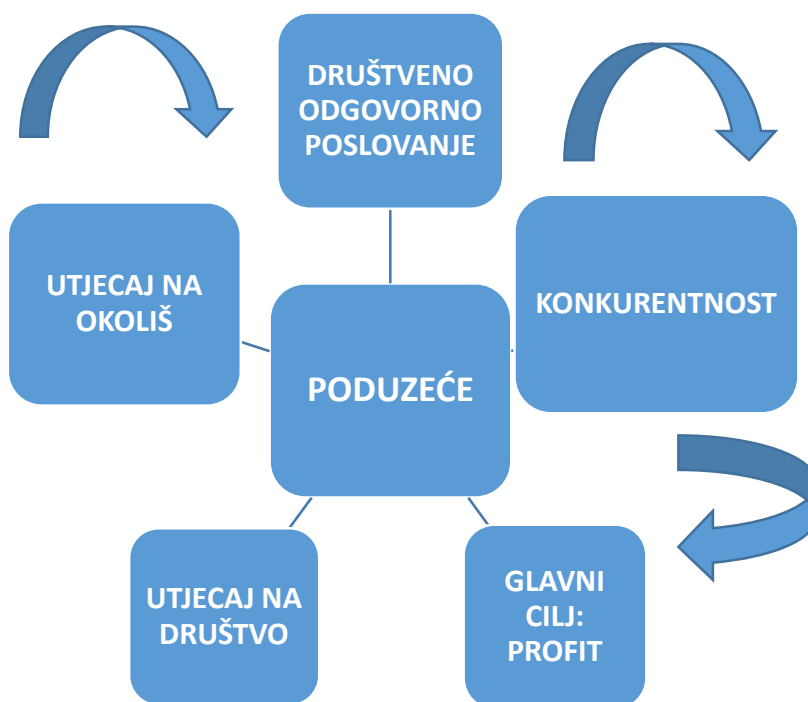 DRUŠTVENO
ODGOVORNO
POSLOVANJE
UTJECAJ NA
OKOLIŠ
KONKURENTNOST
PODUZEĆE
UTJECAJ NA
DRUŠTVO
GLAVNI
CILJ:
PROFIT